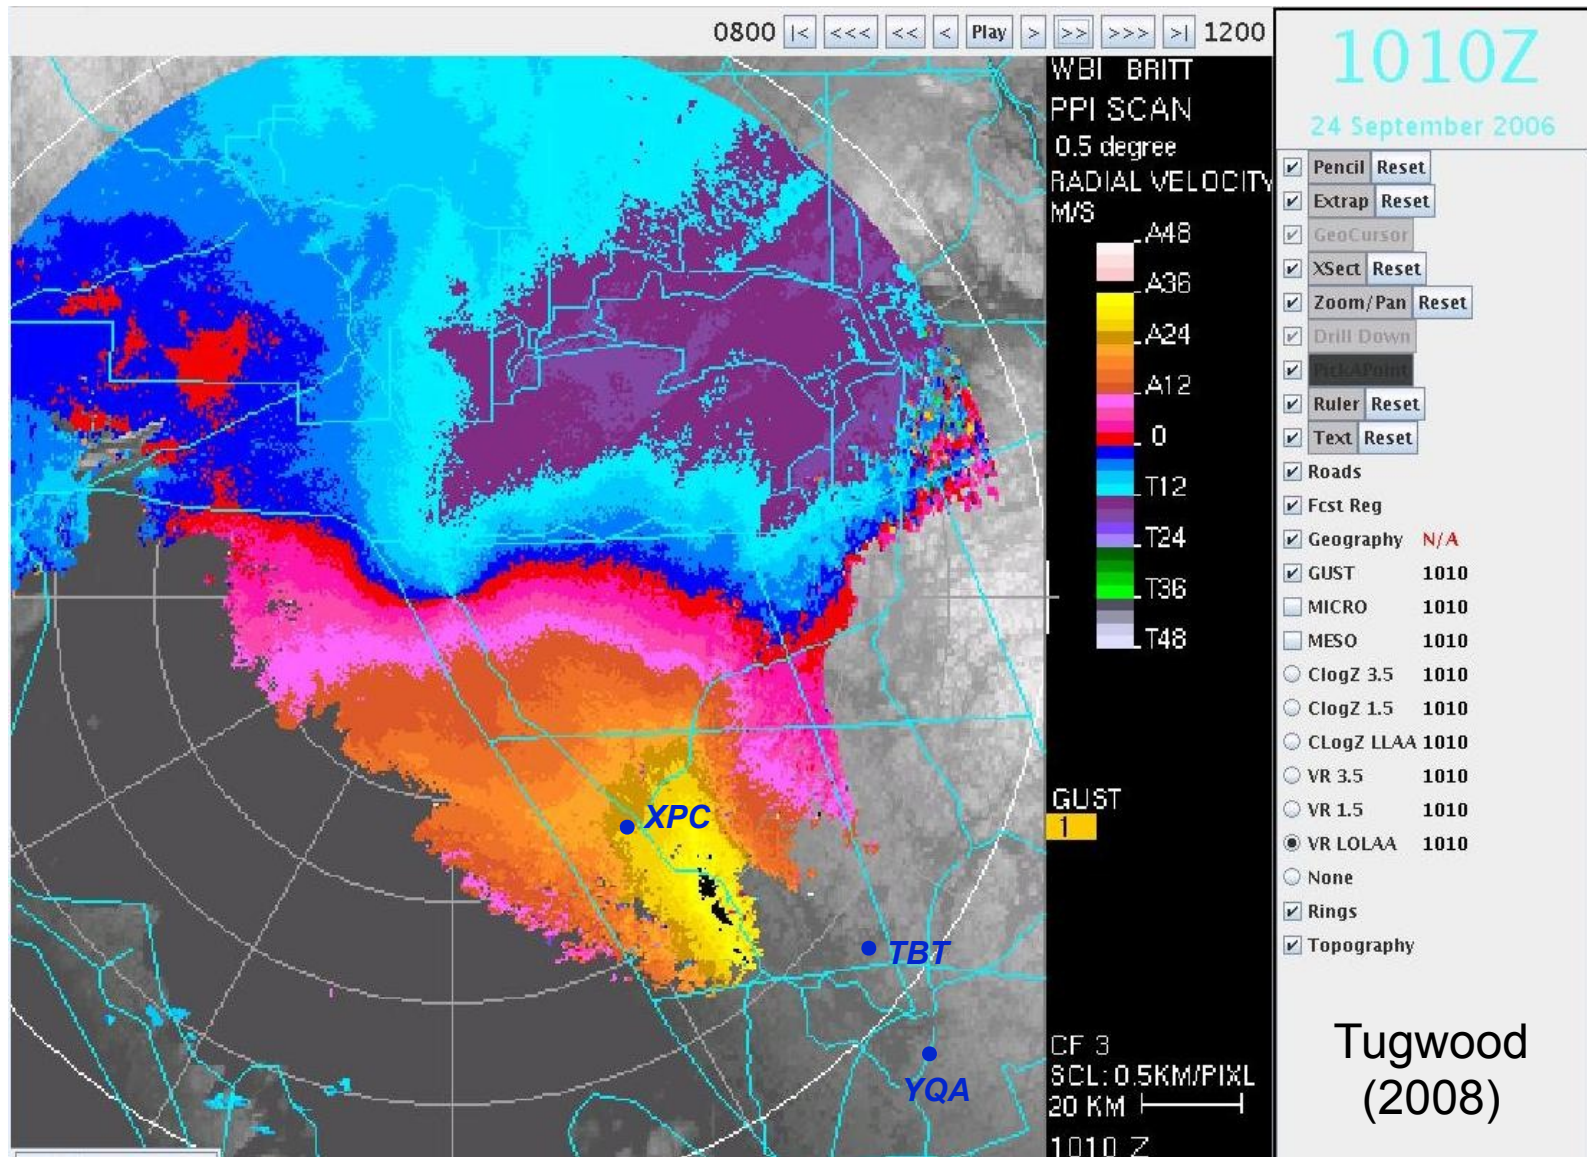 0800 |< <<< << < Play > >> >>> >| 1200
WBI BRITT
PPI SCAN
0.5 degree
RADIAL VELOCITY
M/S
A48
A36
A24
A12
0
T12
T24
T36
T48
GUST
1
CF 3
SCL: 0.5KM/PIXL
20 KM
1010 Z
XPC
TBT
YQA
1010Z
24 September 2006
Pencil Reset
Extrap Reset
GeoCursor
XSect Reset
Zoom/Pan Reset
Drill Down
PickAPoint
Ruler Reset
Text Reset
Roads
Fcst Reg
Geography N/A
GUST 1010
MICRO 1010
MESO 1010
ClogZ 3.5 1010
ClogZ 1.5 1010
CLogZ LLAA 1010
VR 3.5 1010
VR 1.5 1010
VR LOLAA 1010
None
Rings
Topography
Tugwood
(2008)